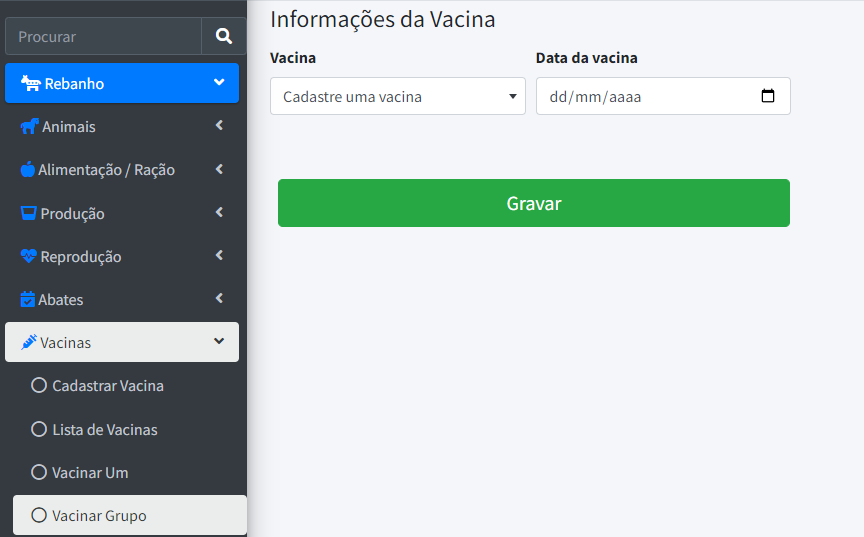 Procurar
Rebanho
Animais
Alimentação / Ração
Produção
Reprodução
Abates
Vacinas
Cadastrar Vacina
Lista de Vacinas
Vacinar Um
Vacinar Grupo
Informações da Vacina
Vacina Data da vacina
Cadastre uma vacina dd/mm/aaaa
Gravar